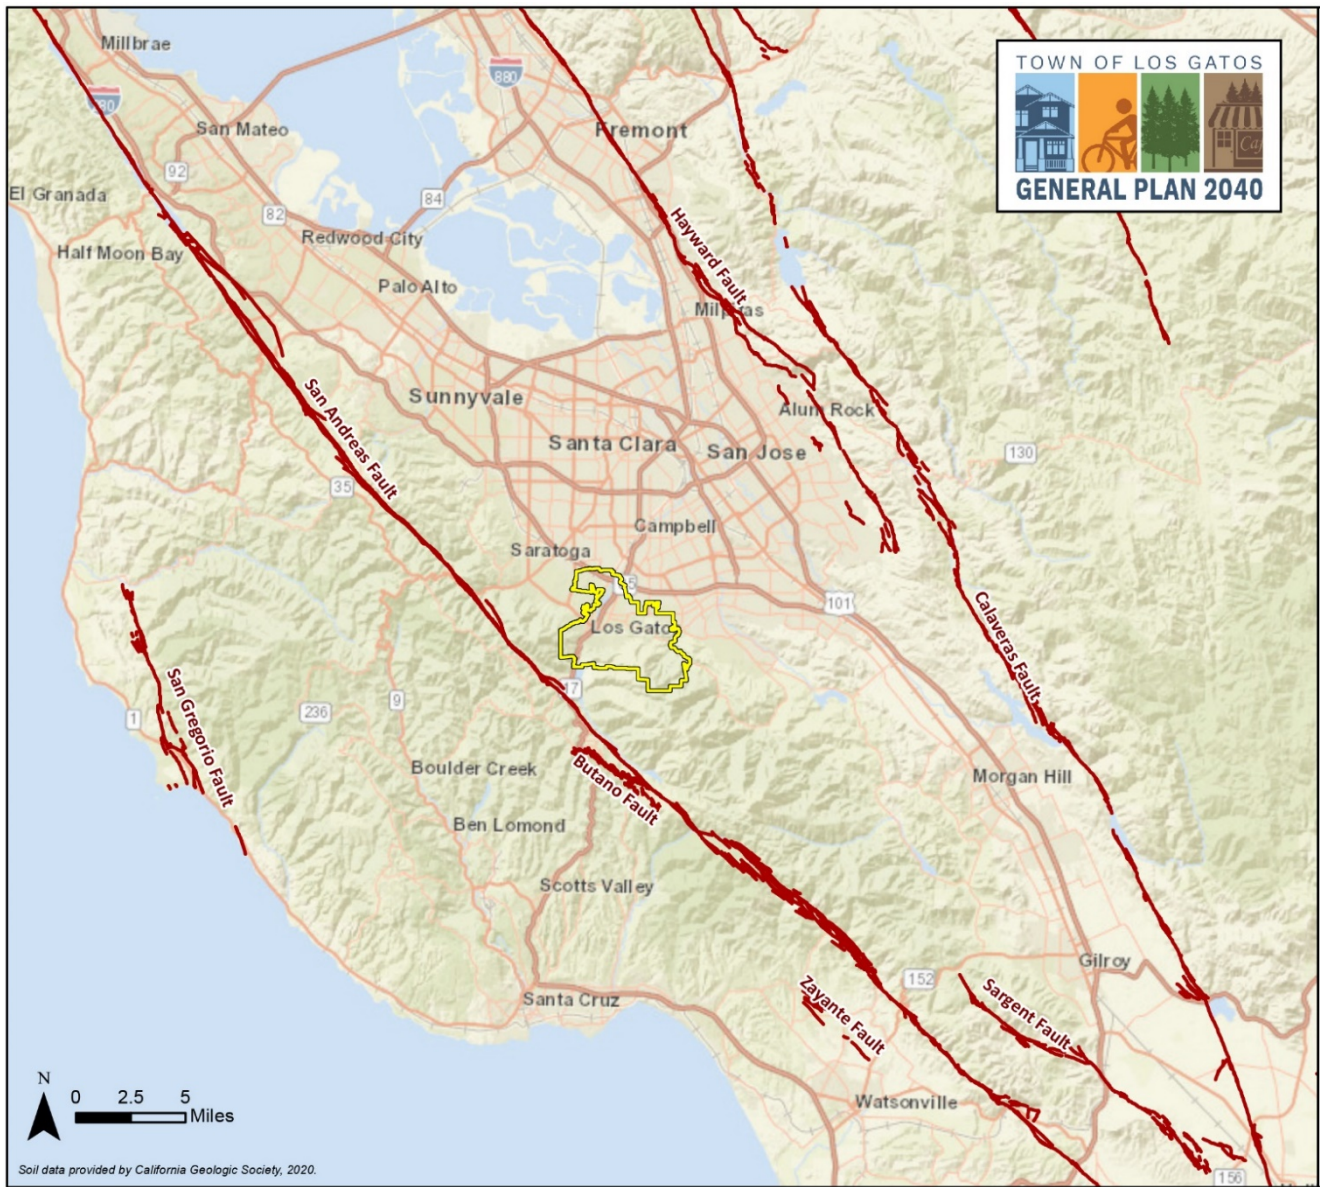 Millbrae
880
TOWN OF LOS GATOS
Caf
GENERAL PLAN 2040
San Mateo
Fremont
92
El Granada
84
82
Redwood City
Half Moon Bay
Hayward Fault
Palo Alto
Milpitas
San Andreas Fault
Sunnyvale
Alum Rock
Santa Clara
San Jose
130
35
Campbell
Saratoga
101
Los Gatos
Calaveras Fault
San Gregorio Fault
17
9
1
236
Boulder Creek
Butano Fault
Morgan Hill
Ben Lomond
Scotts Valley
Gilroy
152
Santa Cruz
Zayante Fault
Sargent Fault
N
0 2.5 5
Miles
Watsonville
Soil data provided by California Geologic Society, 2020.
156